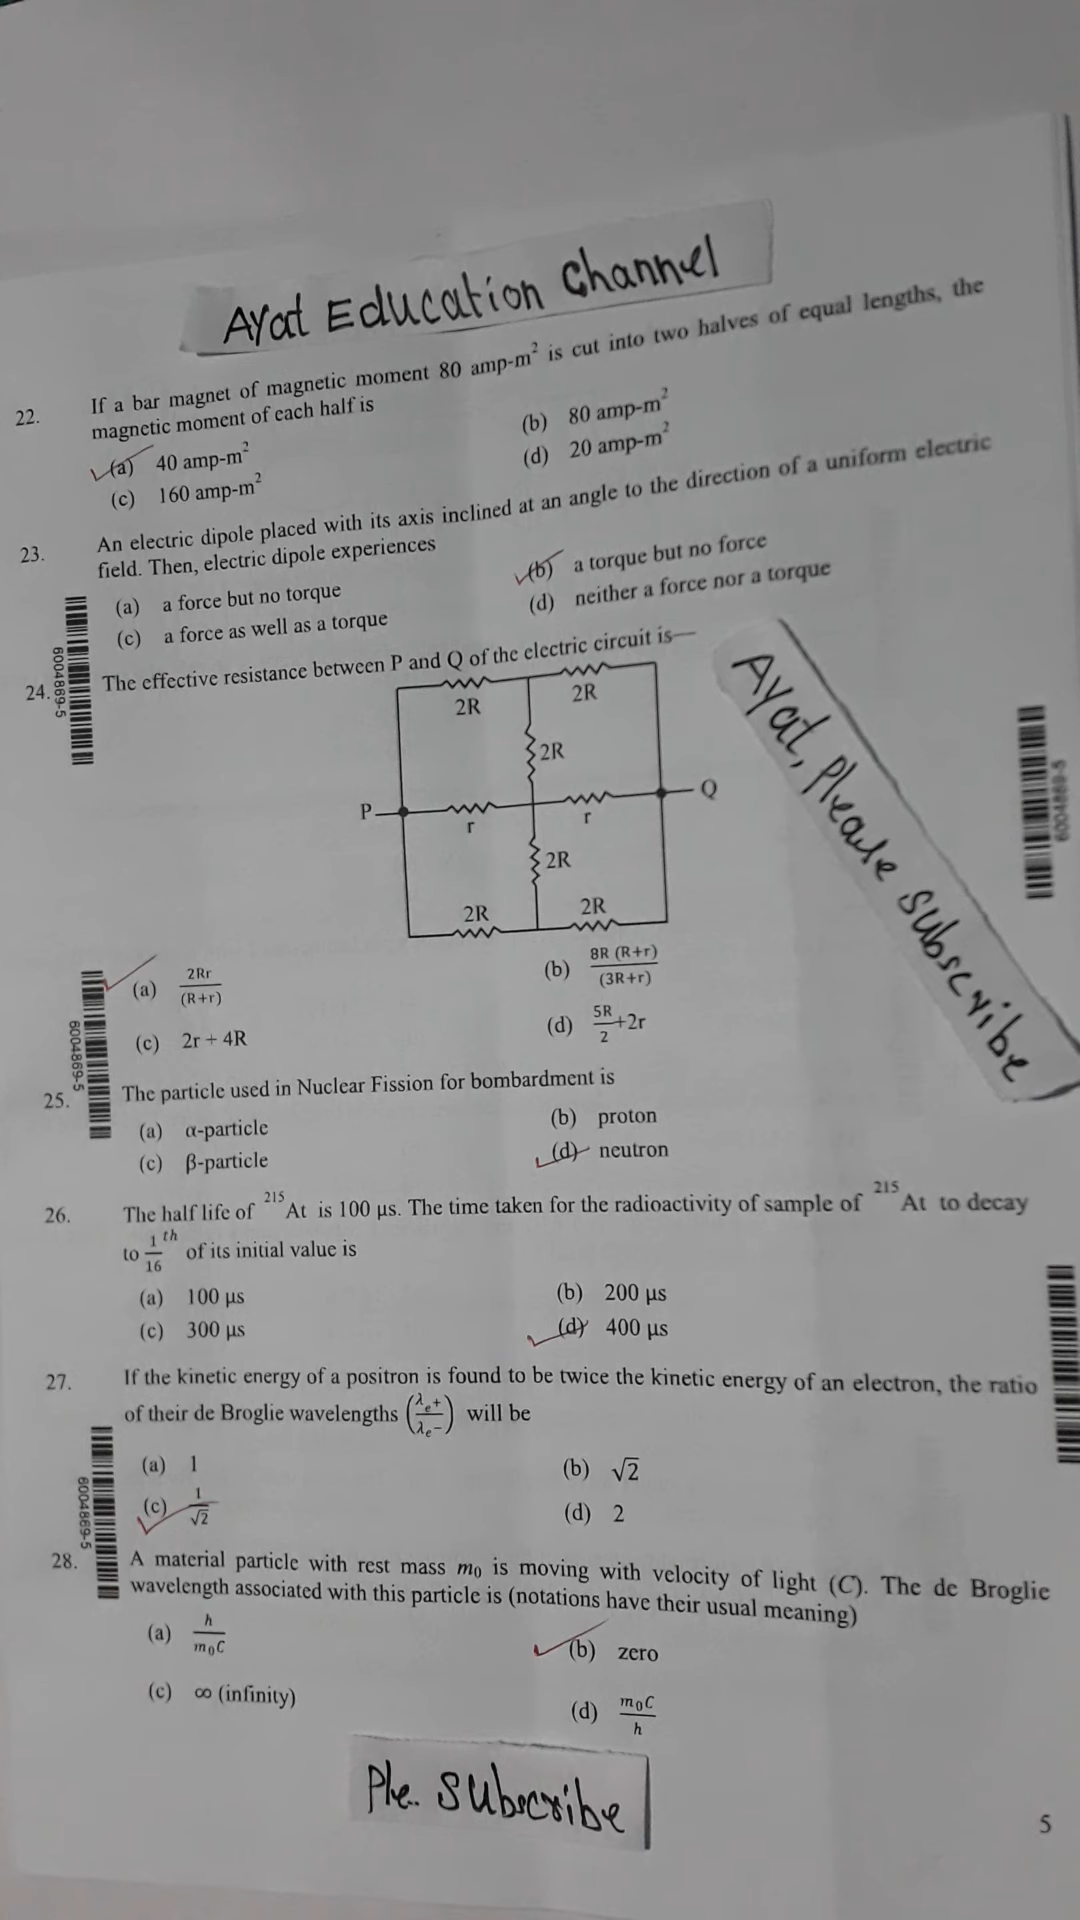 Ayat Education Channel
22. If a bar magnet of magnetic moment 80 amp-m² is cut into two halves of equal lengths, the
magnetic moment of each half is
(a) 40 amp-m² (b) 80 amp-m²
(c) 160 amp-m² (d) 20 amp-m²
23. An electric dipole placed with its axis inclined at an angle to the direction of a uniform electric
field. Then, electric dipole experiences
(a) a force but no torque (b) a torque but no force
(c) a force as well as a torque (d) neither a force nor a torque
6004869-5
24. The effective resistance between P and Q of the electric circuit is—
2R 2R
2R
P Q
r r
2R
2R 2R
Ayat, Please Subscribe
6004869-5
(a) 2Rr/(R+r) (b) 8R (R+r)/(3R+r)
(c) 2r + 4R (d) 5R/2+2r
6004869-5
25. The particle used in Nuclear Fission for bombardment is
(a) α-particle (b) proton
(c) β-particle (d) neutron
26. The half life of ²¹⁵At is 100 μs. The time taken for the radioactivity of sample of ²¹⁵At to decay
to 1/16 th of its initial value is
(a) 100 μs (b) 200 μs
(c) 300 μs (d) 400 μs
27. If the kinetic energy of a positron is found to be twice the kinetic energy of an electron, the ratio
of their de Broglie wavelengths (λe+/λe−) will be
(a) 1 (b) √2
(c) 1/√2 (d) 2
6004869-5
28. A material particle with rest mass m₀ is moving with velocity of light (C). The de Broglie
wavelength associated with this particle is (notations have their usual meaning)
(a) h/m₀C (b) zero
(c) ∞ (infinity) (d) m₀C/h
Ple.. Subscribe
5